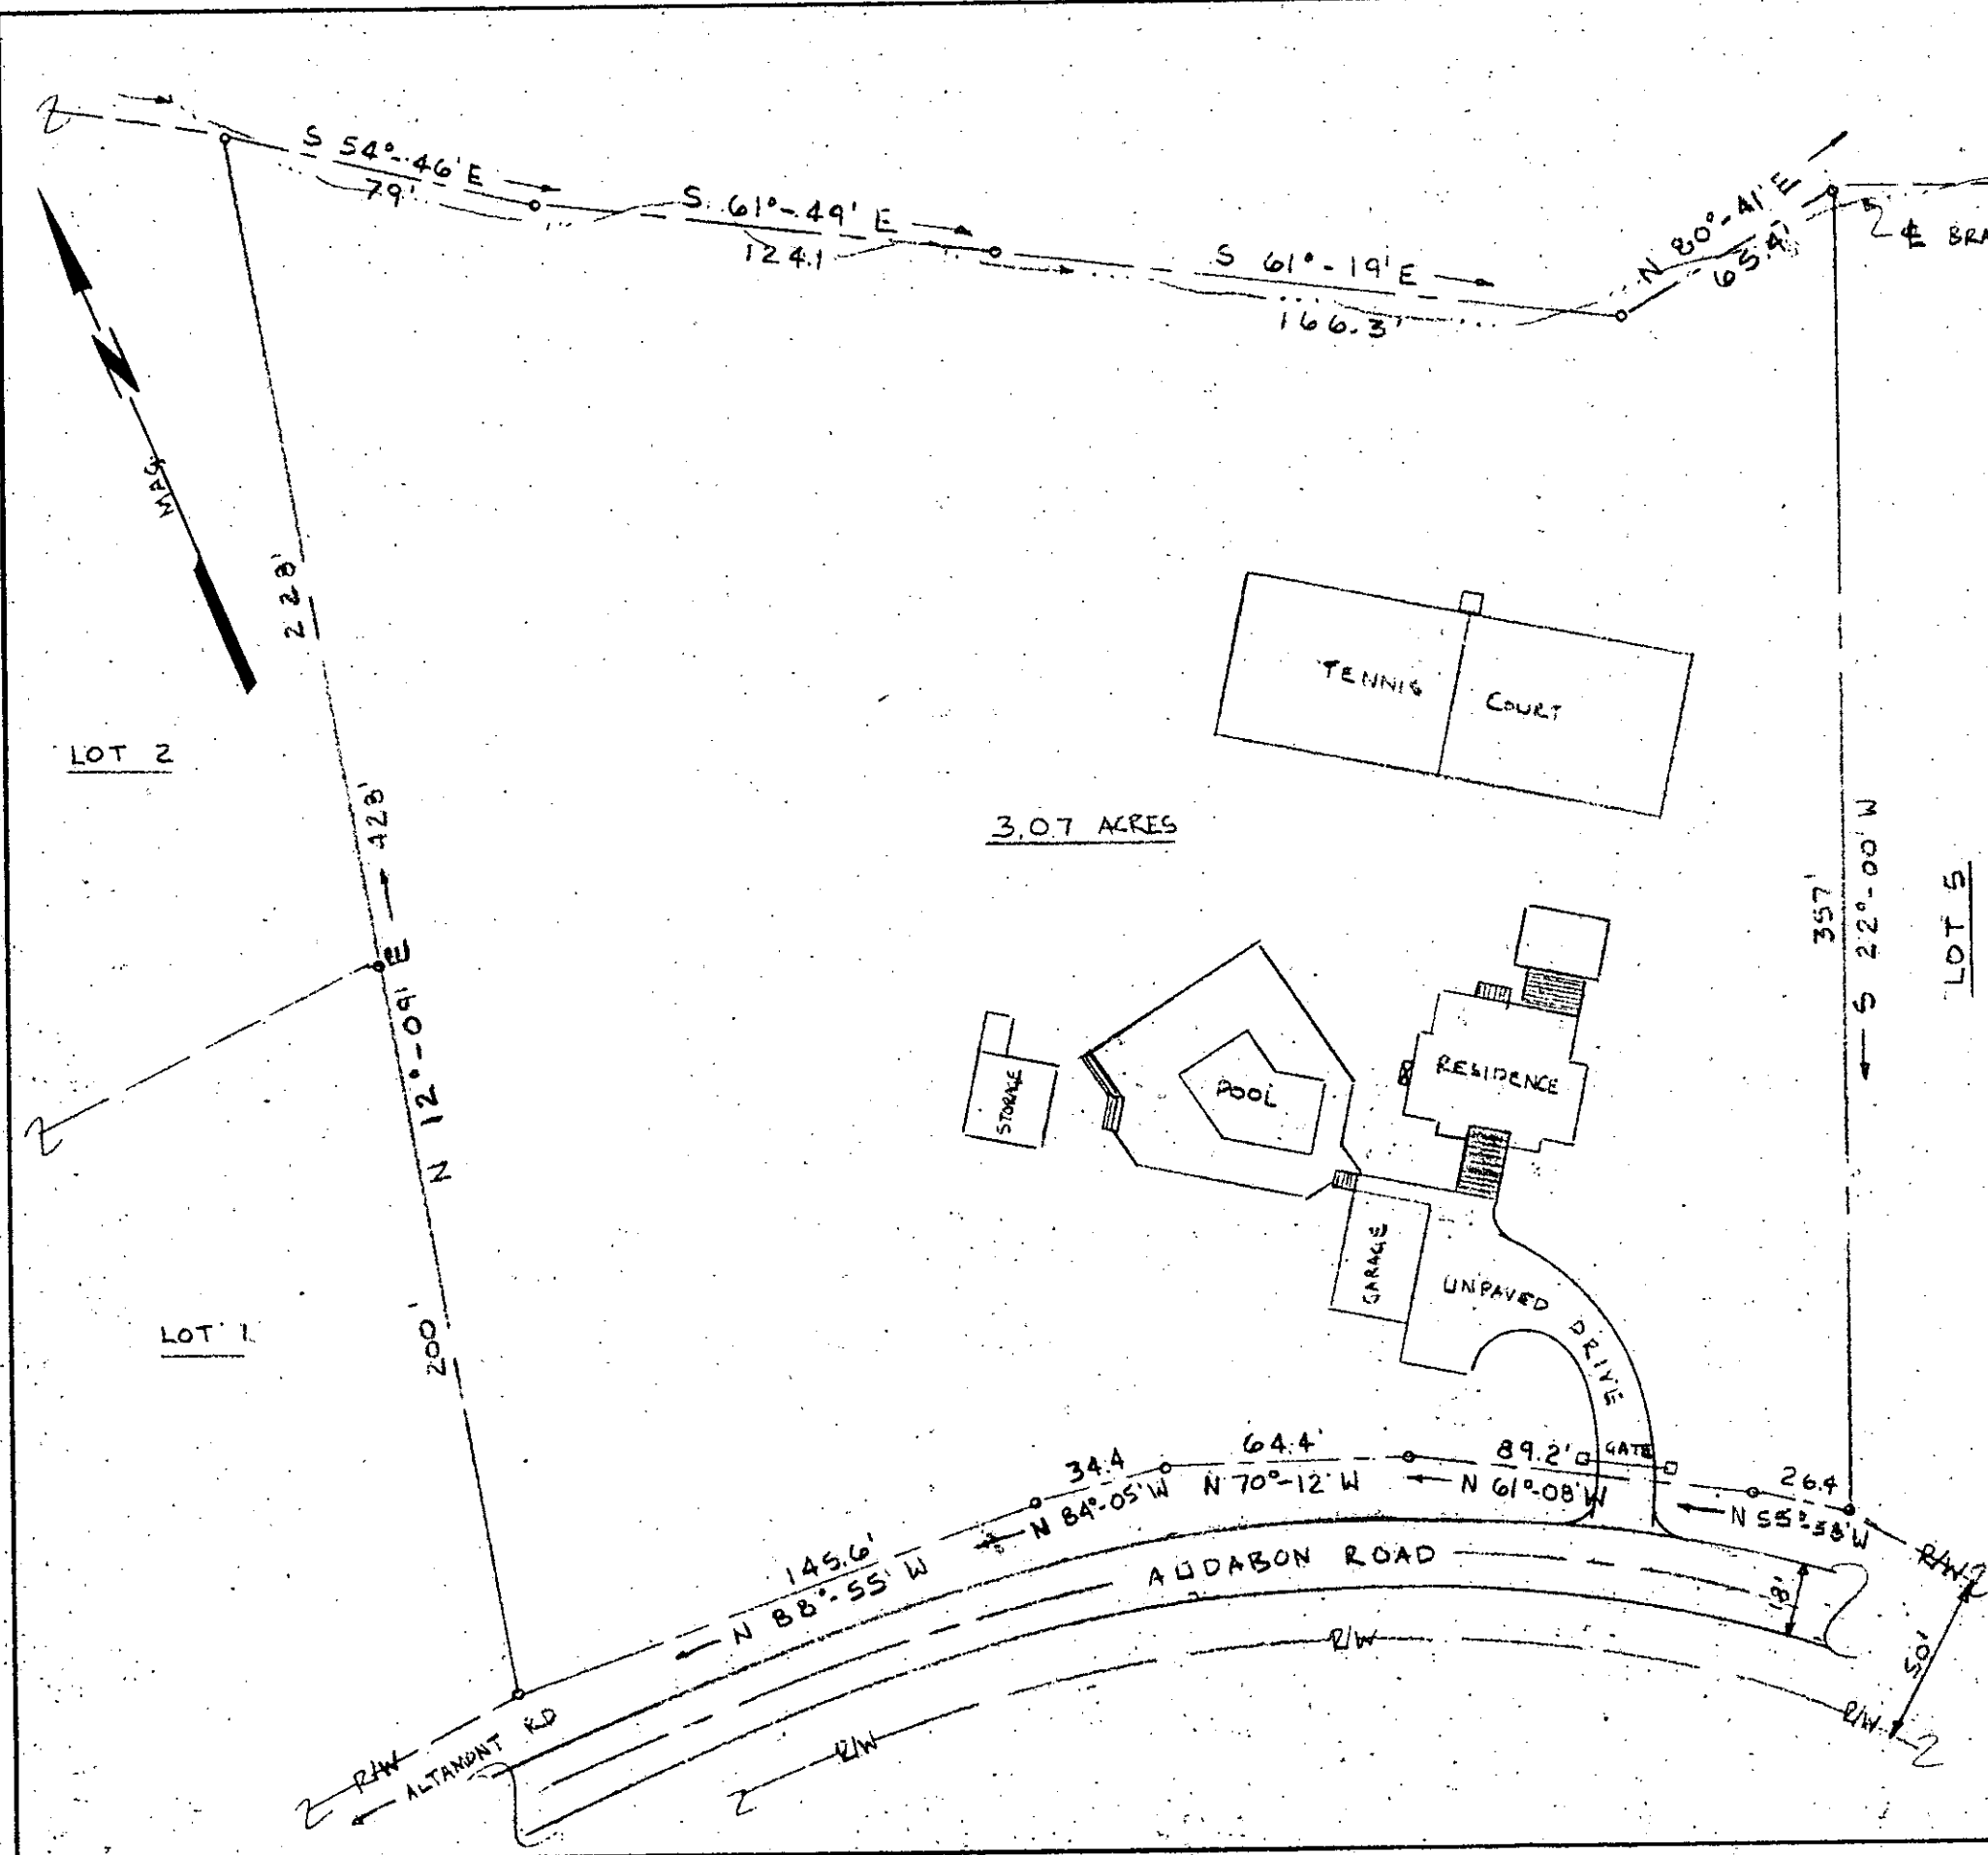 S 54°-46' E
79'
S. 61°-49' E
124.1
S 61°-19' E
166.3'
N 80°-41' E
65.4'
℄ BRA
N
MAG
223'
LOT 2
423'
N 12°-09' E
200'
LOT 1
TENNIS COURT
3.07 ACRES
357'
S 22°-00' W
LOT 5
STORAGE
POOL
RESIDENCE
GARAGE
UNPAVED DRIVE
GATE
145.6'
N 88°-55' W
34.4
N 84°-05' W
64.4'
N 70°-12' W
89.2'
N 61°-08' W
26.4
N 55°-38' W
AUDABON ROAD
18'
50'
R/W
R/W
R/W
R/W
R/W
ALTAMONT RD